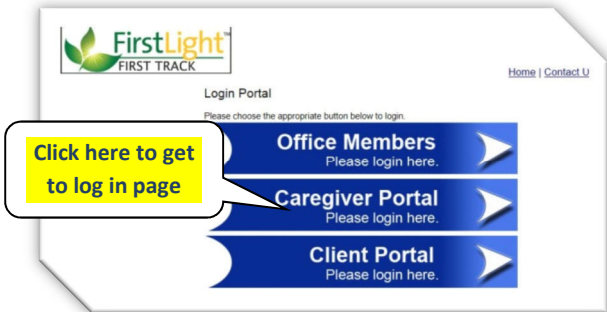 FirstLight™
FIRST TRACK
Home | Contact U
Login Portal
Please choose the appropriate button below to login.
Office Members
Please login here.
Click here to get
to log in page
Caregiver Portal
Please login here.
Client Portal
Please login here.